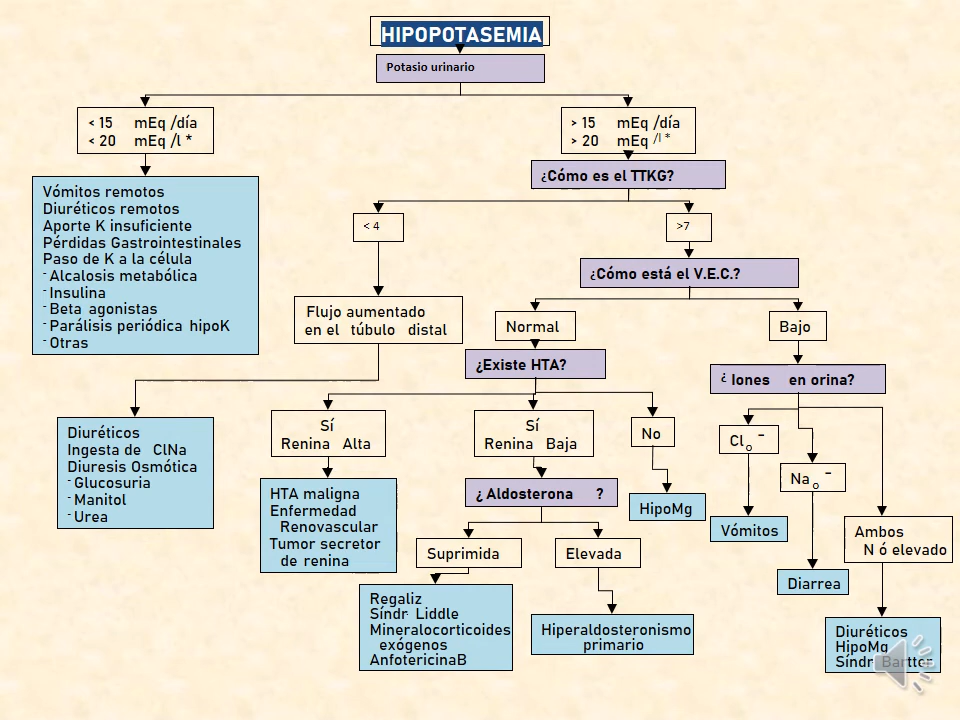 HIPOPOTASEMIA
Potasio urinario
< 15 mEq /día
< 20 mEq /l *
> 15 mEq /día
> 20 mEq /l *
¿Cómo es el TTKG?
Vómitos remotos
Diuréticos remotos
Aporte K insuficiente
Pérdidas Gastrointestinales
Paso de K a la célula
- Alcalosis metabólica
- Insulina
- Beta agonistas
- Parálisis periódica hipoK
- Otras
< 4
>7
¿Cómo está el V.E.C.?
Flujo aumentado
en el túbulo distal
Normal
Bajo
¿Existe HTA?
¿ Iones en orina?
Diuréticos
Ingesta de ClNa
Diuresis Osmótica
- Glucosuria
- Manitol
- Urea
Sí
Renina Alta
Sí
Renina Baja
No
Cl o -
Na o -
Ambos
N ó elevado
HTA maligna
Enfermedad
Renovascular
Tumor secretor
de renina
¿ Aldosterona ?
HipoMg
Vómitos
Suprimida
Elevada
Diarrea
Regaliz
Síndr Liddle
Mineralocorticoides
exógenos
AnfotericinaB
Hiperaldosteronismo
primario
Diuréticos
HipoMg
Síndr Bartter